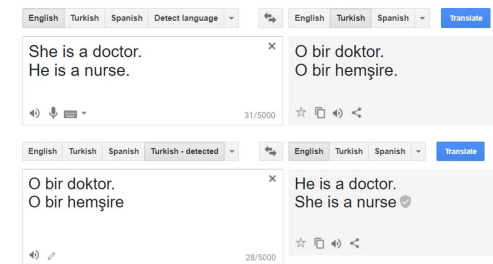 English Turkish Spanish Detect language English Turkish Spanish Translate
She is a doctor.
He is a nurse.
31/5000
O bir doktor.
O bir hemşire.
English Turkish Spanish Turkish - detected English Turkish Spanish Translate
O bir doktor.
O bir hemşire
28/5000
He is a doctor.
She is a nurse